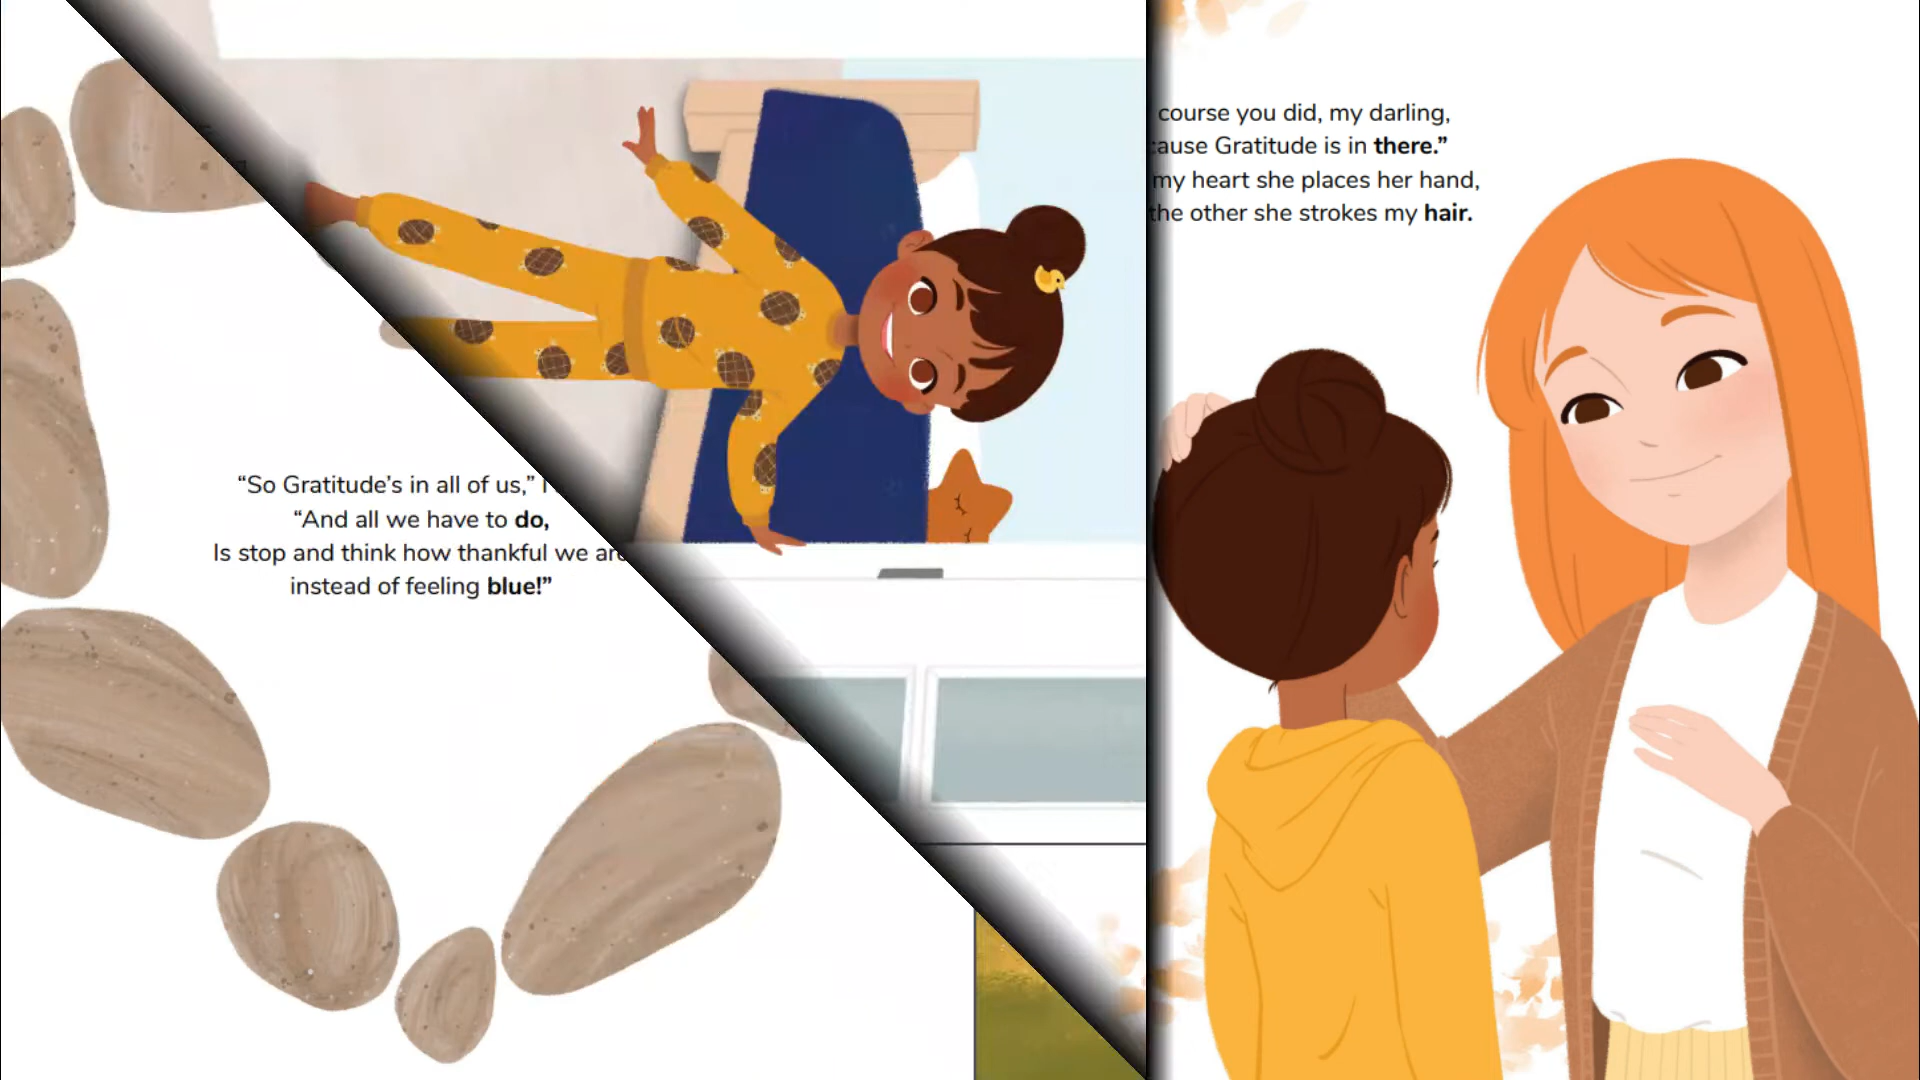 “So Gratitude’s in all of us,”
“And all we have to do,
Is stop and think how thankful we are
instead of feeling blue!”
course you did, my darling,
Gratitude is in there.”
my heart she places her hand,
the other she strokes my hair.